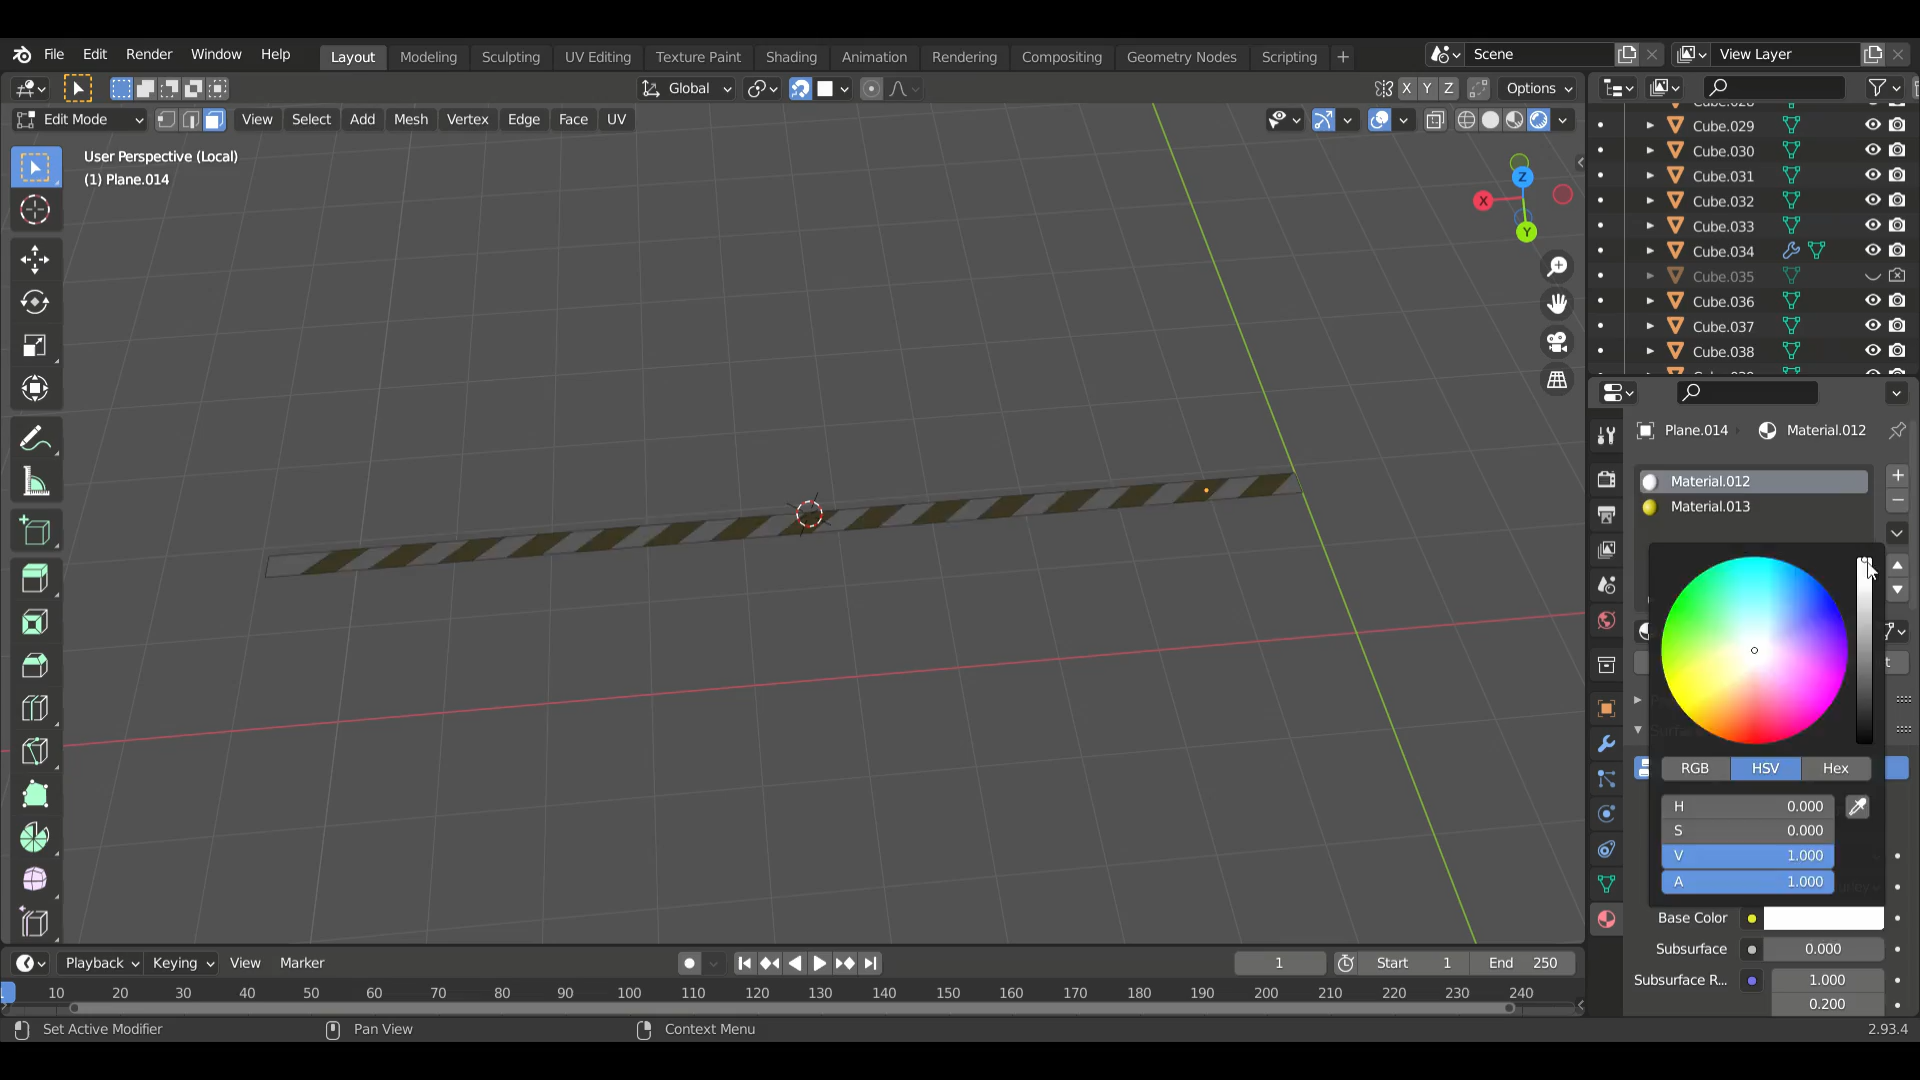 File Edit Render Window Help Layout Modeling Sculpting UV Editing Texture Paint Shading Animation Rendering Compositing Geometry Nodes Scripting + Scene View Layer
Global X Y Z Options
Edit Mode View Select Add Mesh Vertex Edge Face UV
User Perspective (Local)
(1) Plane.014
Z
X
Y
Cube.029
Cube.030
Cube.031
Cube.032
Cube.033
Cube.034
Cube.035
Cube.036
Cube.037
Cube.038
Plane.014 Material.012
Material.012
Material.013
RGB HSV Hex
H 0.000
S 0.000
V 1.000
A 1.000
Base Color
Subsurface 0.000
Subsurface R... 1.000
0.200
Playback Keying View Marker 1 Start 1 End 250
10 20 30 40 50 60 70 80 90 100 110 120 130 140 150 160 170 180 190 200 210 220 230 240
Set Active Modifier Pan View Context Menu 2.93.4